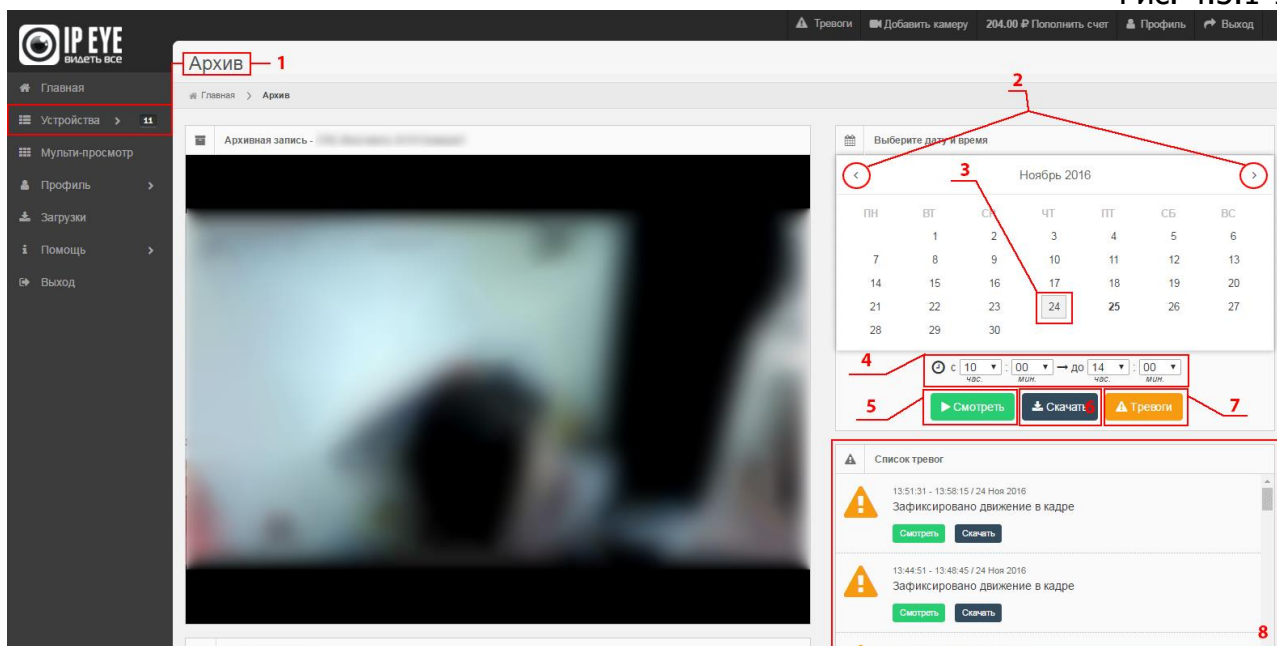 Рис. 4.3.1
Тревоги Добавить камеру 204.00 ₽ Пополнить счет Профиль Выход
IP EYE
видеть все
Архив 1
Главная
Главная > Архив
Устройства > 11
Мульти-просмотр
Профиль >
Загрузки
Помощь >
Выход
Архивная запись -
2
Выберите дату и время
3
< Ноябрь 2016 >
ПН ВТ СР ЧТ ПТ СБ ВС
1 2 3 4 5 6
7 8 9 10 11 12 13
14 15 16 17 18 19 20
21 22 23 24 25 26 27
28 29 30
4
с 10 : 00 → до 14 : 00
час. мин. час. мин.
5 Смотреть Скачать 6 Тревоги 7
Список тревог
13:51:31 - 13:58:15 / 24 Ноя 2016
Зафиксировано движение в кадре
Смотреть Скачать
13:44:51 - 13:48:45 / 24 Ноя 2016
Зафиксировано движение в кадре
Смотреть Скачать
8